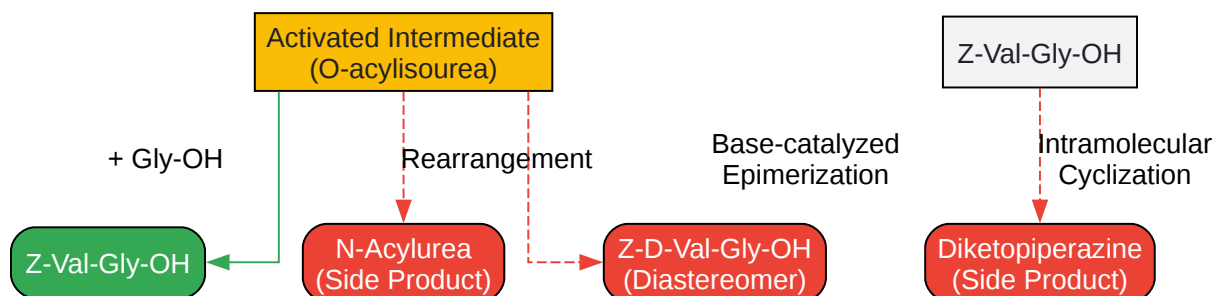 Activated Intermediate
(O-acylisourea)
Z-Val-Gly-OH
+ Gly-OH
Rearrangement
Base-catalyzed
Epimerization
Intramolecular
Cyclization
Z-Val-Gly-OH
N-Acylurea
(Side Product)
Z-D-Val-Gly-OH
(Diastereomer)
Diketopiperazine
(Side Product)